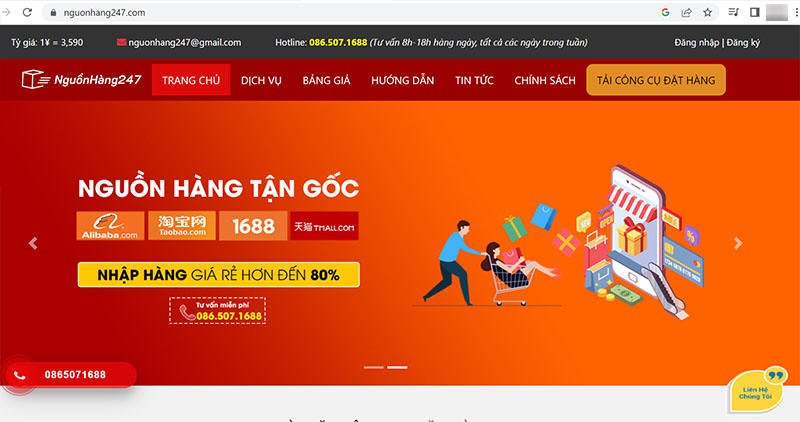 nguonhang247.com
Tỷ giá: 1¥ = 3,590
nguonhang247@gmail.com
Hotline: 086.507.1688 (Tư vấn 8h-18h hàng ngày, tất cả các ngày trong tuần)
Đăng nhập | Đăng ký
NguồnHàng247
TRANG CHỦ
DỊCH VỤ
BẢNG GIÁ
HƯỚNG DẪN
TIN TỨC
CHÍNH SÁCH
TẢI CÔNG CỤ ĐẶT HÀNG
NGUỒN HÀNG TẬN GỐC
Alibaba.com
淘宝网
Taobao.com
1688
天猫 TMALL.COM
NHẬP HÀNG GIÁ RẺ HƠN ĐẾN 80%
Tư vấn miễn phí
086.507.1688
OPEN
%
0865071688
Liên Hệ
Chúng Tôi